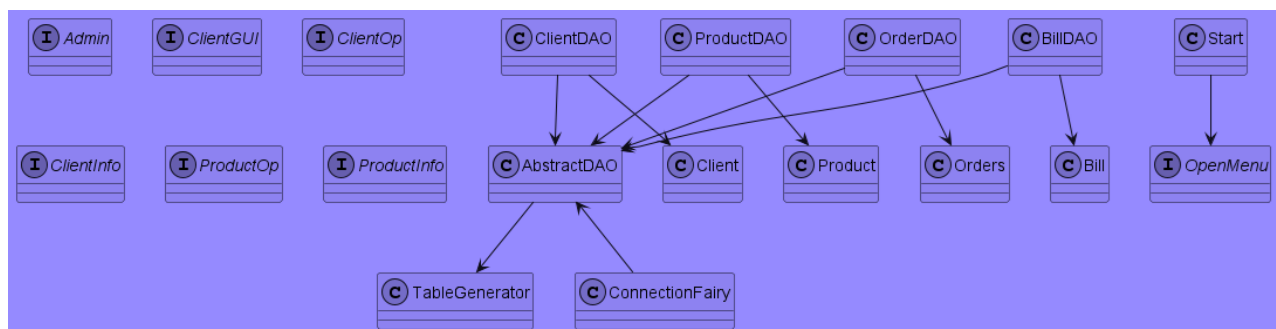 I Admin
I ClientGUI
I ClientOp
C ClientDAO
C ProductDAO
C OrderDAO
C BillDAO
C Start
I ClientInfo
I ProductOp
I ProductInfo
C AbstractDAO
C Client
C Product
C Orders
C Bill
I OpenMenu
C TableGenerator
C ConnectionFairy